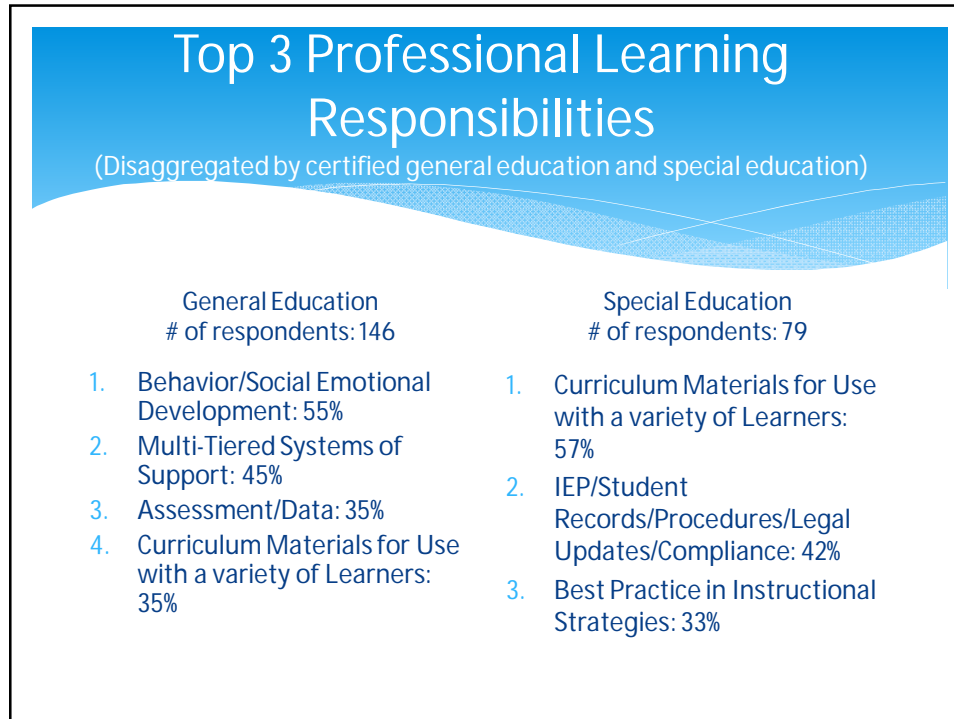 Top 3 Professional Learning
Responsibilities
(Disaggregated by certified general education and special education)
General Education
# of respondents: 146
1. Behavior/Social Emotional
Development: 55%
2. Multi-Tiered Systems of
Support: 45%
3. Assessment/Data: 35%
4. Curriculum Materials for Use
with a variety of Learners:
35%
Special Education
# of respondents: 79
1. Curriculum Materials for Use
with a variety of Learners:
57%
2. IEP/Student
Records/Procedures/Legal
Updates/Compliance: 42%
3. Best Practice in Instructional
Strategies: 33%